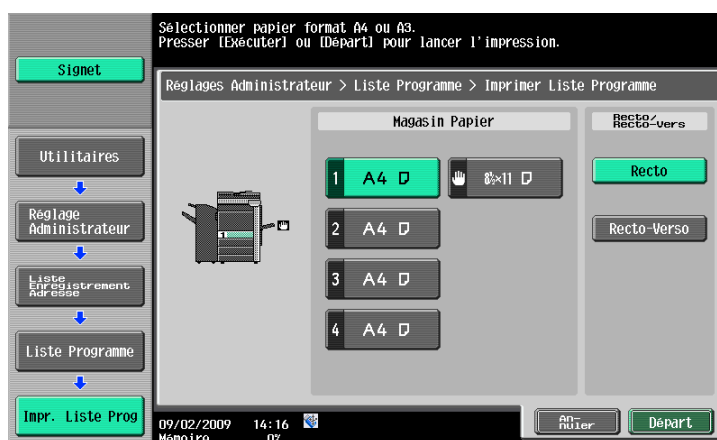 Sélectionner papier format A4 ou A3.
Presser [Exécuter] ou [Départ] pour lancer l'impression.
Signet
Réglages Administrateur > Liste Programme > Imprimer Liste Programme
Magasin Papier
Recto/
Recto-Vers
Utilitaires
Réglage
Administrateur
Liste
Enregistrement
Adresse
Liste Programme
Impr. Liste Prog
1 A4
8½×11
2 A4
3 A4
4 A4
1
Recto
Recto-Verso
09/02/2009 14:16
Mémoire 0%
An-
nuler
Départ